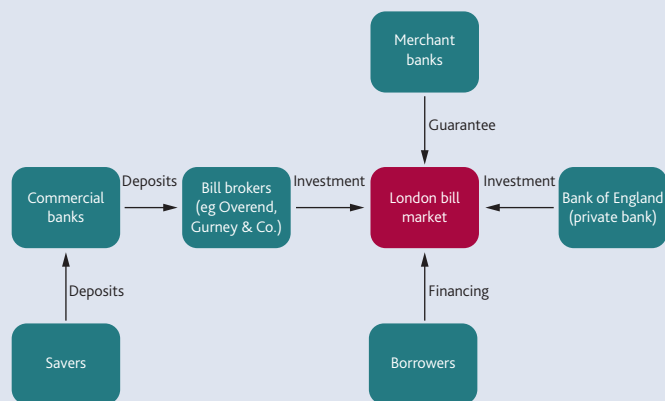 Merchant
banks
Guarantee
Commercial
banks
Deposits
Bill brokers
(eg Overend,
Gurney & Co.)
Investment
London bill
market
Investment
Bank of England
(private bank)
Deposits
Financing
Savers
Borrowers